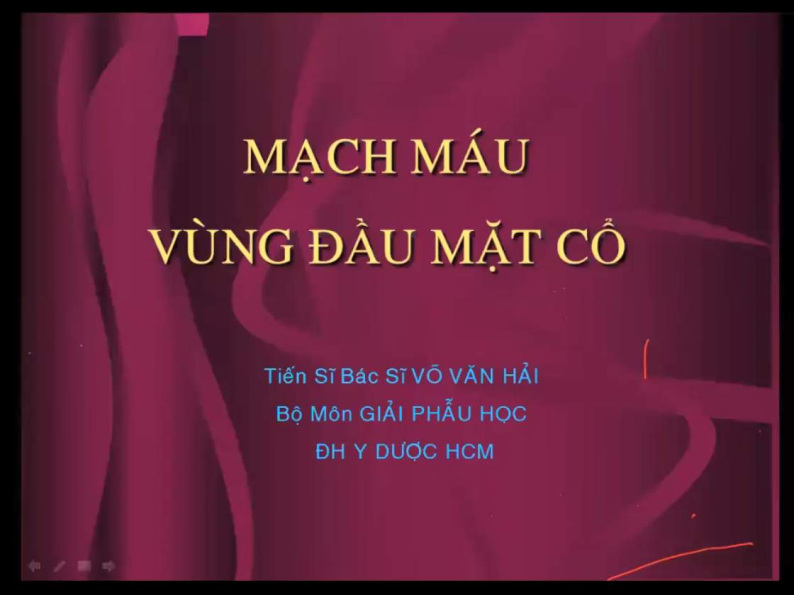 MẠCH MÁU
VÙNG ĐẦU MẶT CỔ
Tiến Sĩ Bác Sĩ VÕ VĂN HẢI
Bộ Môn GIẢI PHẪU HỌC
ĐH Y DƯỢC HCM